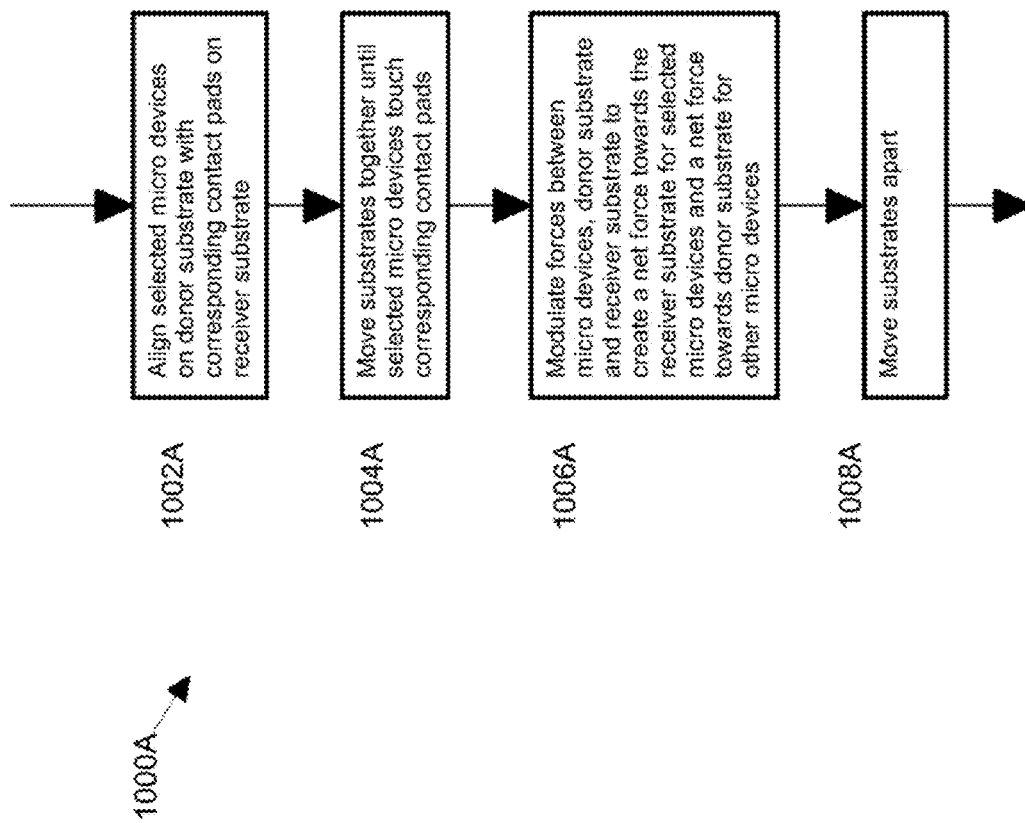 1000A
1002A
Align selected micro devices
on donor substrate with
corresponding contact pads on
receiver substrate
1004A
Move substrates together until
selected micro devices touch
corresponding contact pads
1006A
Modulate forces between
micro devices, donor substrate
and receiver substrate to
create a net force towards the
receiver substrate for selected
micro devices and a net force
towards donor substrate for
other micro devices
1008A
Move substrates apart